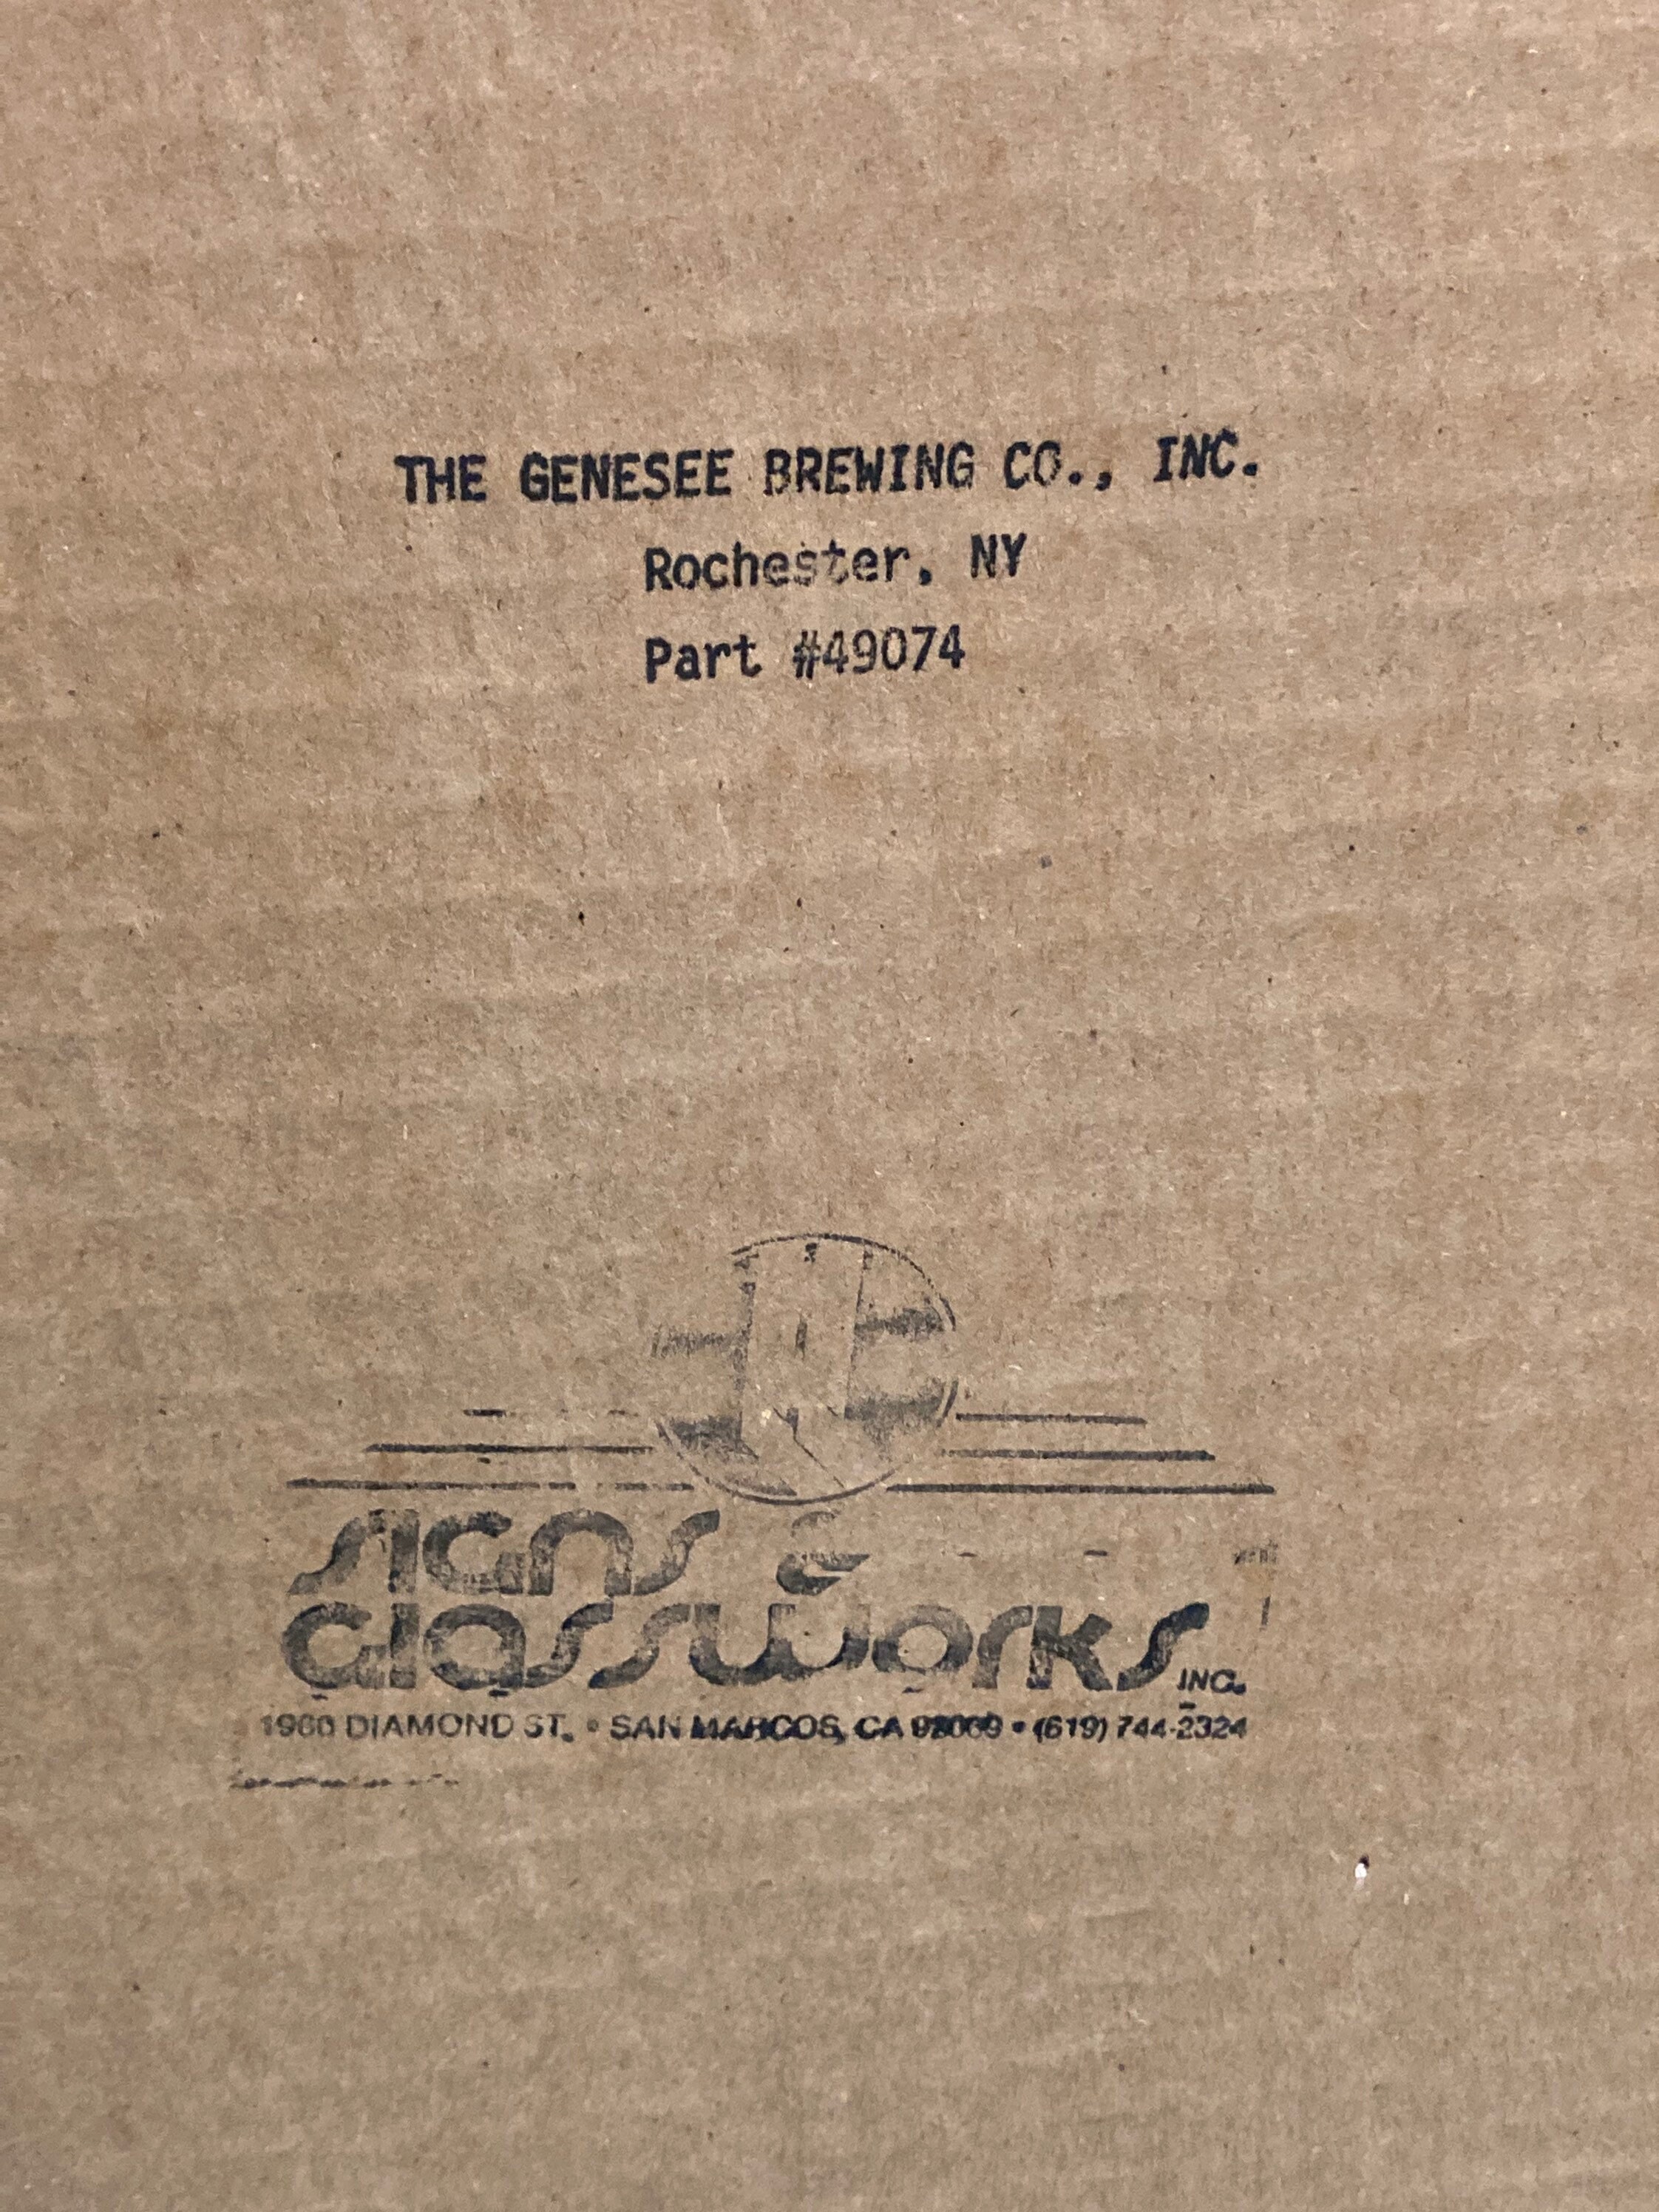 THE GENESEE BREWING CO., INC.
Rochester, NY
Part #49074
SIGNS &
GLASSWORKS INC.
DIAMOND ST. • SAN MARCOS, CA • (619) 744-2324